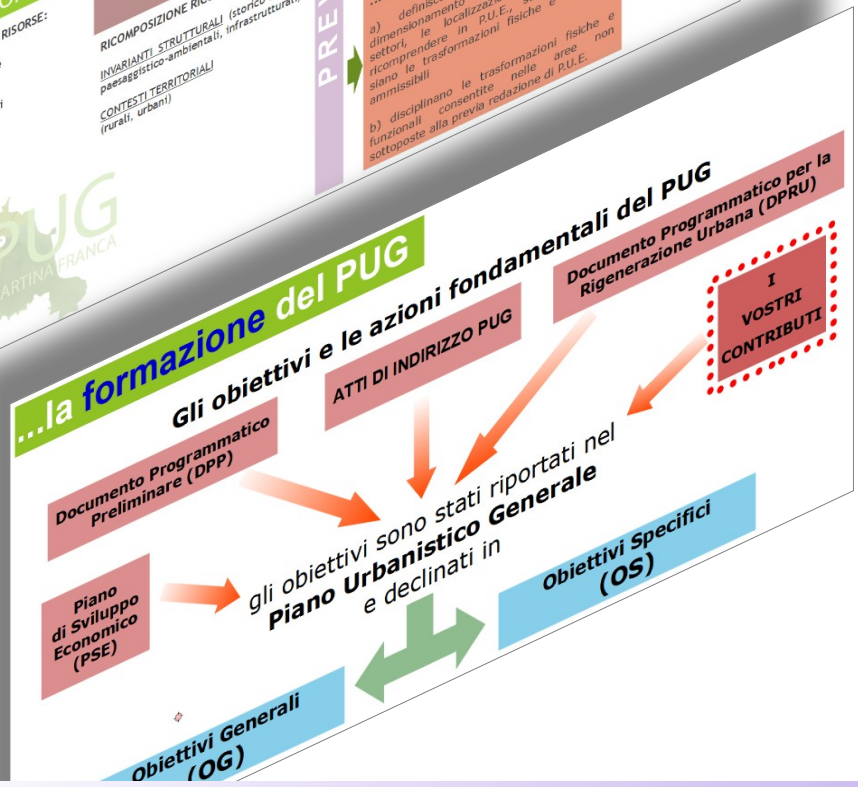 RISORSE:
RICOMPOSIZIONE
INVARIANTI STRUTTURALI (storico
paesaggistico-ambientali, infrastrutturali,
CONTESTI TERRITORIALI
(rurali, urbani)
PUG
MARTINA FRANCA
PREV
a) definisco
dimensionamento
settori, le localizzazi
ricomprendere in P.U.E.,
siano le trasformazioni fisiche e
ammissibili
b) disciplinano le trasformazioni fisiche e
funzionali consentite nelle aree non
sottoposte alla previa redazione di P.U.E.
...la formazione del PUG
Gli obiettivi e le azioni fondamentali del PUG
Documento Programmatico
Preliminare (DPP)
ATTI DI INDIRIZZO PUG
Documento Programmatico per la
Rigenerazione Urbana (DPRU)
I
VOSTRI
CONTRIBUTI
Piano
di Sviluppo
Economico
(PSE)
gli obiettivi sono stati riportati nel
Piano Urbanistico Generale
e declinati in
Obiettivi Specifici
(OS)
Obiettivi Generali
(OG)